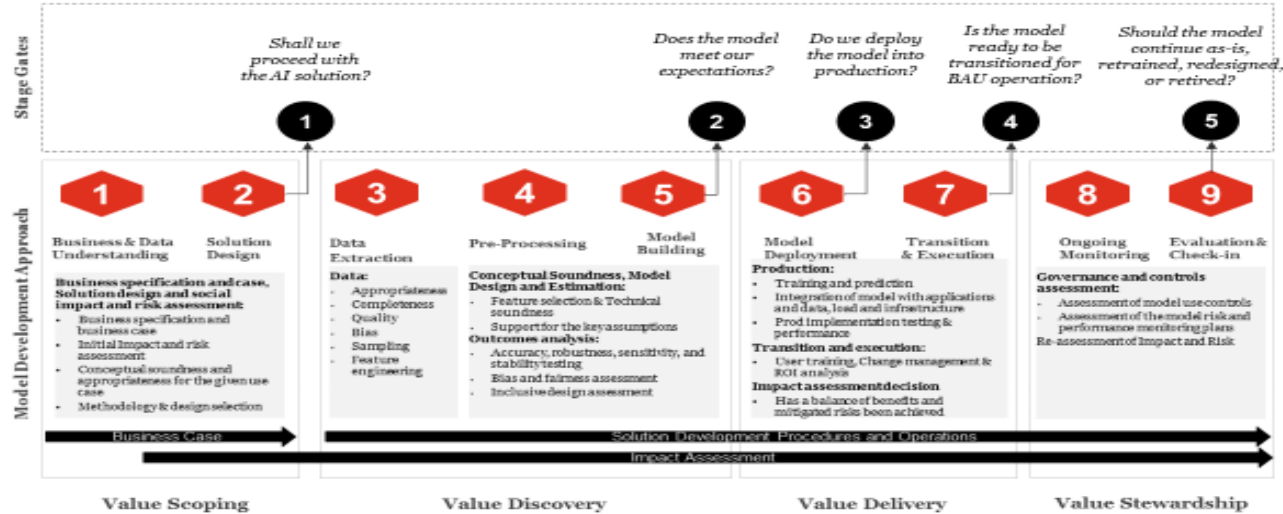 Stage Gates
Shall we
proceed with
the AI solution?
Does the model
meet our
expectations?
Do we deploy
the model into
production?
Is the model
ready to be
transitioned for
BAU operation?
Should the model
continue as-is,
retrained, redesigned,
or retired?
1
2
3
4
5
Model Development Approach
1
2
3
4
5
6
7
8
9
Business & Data
Understanding
Solution
Design
Data
Extraction
Pre-Processing
Model
Building
Model
Deployment
Transition
& Execution
Ongoing
Monitoring
Evaluation &
Check-in
Business specification and case,
Solution design and social
impact and risk assessment:
• Business specification and
business case
• Initial Impact and risk
assessment
• Conceptual soundness and
appropriateness for the given use
case
• Methodology & design selection
Data:
- Appropriateness
- Completeness
- Quality
- Bias
- Sampling
- Feature
engineering
Conceptual Soundness, Model
Design and Estimation:
• Feature selection & Technical
soundness
- Support for the key assumptions
Outcomes analysis:
- Accuracy, robustness, sensitivity, and
stability testing
- Bias and fairness assessment
- Inclusive design assessment
Production:
• Training and prediction
• Integration of model with applications
and data, load and infrastructure
• Prod implementation testing &
performance
Transition and execution:
• User training, Change management &
ROI analysis
Impact assessment decision
• Has a balance of benefits and
mitigated risks been achieved
Governance and controls
assessment:
- Assessment of model use controls
- Assessment of the model risk and
performance monitoring plans
Re-assessment of Impact and Risk
Business Case
Solution Development Procedures and Operations
Impact Assessment
Value Scoping
Value Discovery
Value Delivery
Value Stewardship